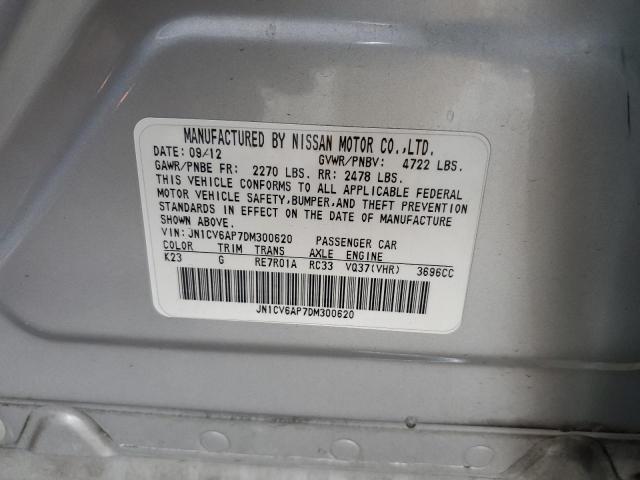 MANUFACTURED BY NISSAN MOTOR CO.,LTD.
DATE: 09/12 GVWR/PNBV: 4722 LBS.
GAWR/PNBE FR: 2270 LBS. RR: 2478 LBS.
THIS VEHICLE CONFORMS TO ALL APPLICABLE FEDERAL
MOTOR VEHICLE SAFETY,BUMPER,AND THEFT PREVENTION
STANDARDS IN EFFECT ON THE DATE OF MANUFACTURE
SHOWN ABOVE.
VIN:JN1CV6AP7DM300620 PASSENGER CAR
COLOR TRIM TRANS AXLE ENGINE
K23 G RE7R01A RC33 VQ37(VHR) 3696CC
JN1CV6AP7DM300620